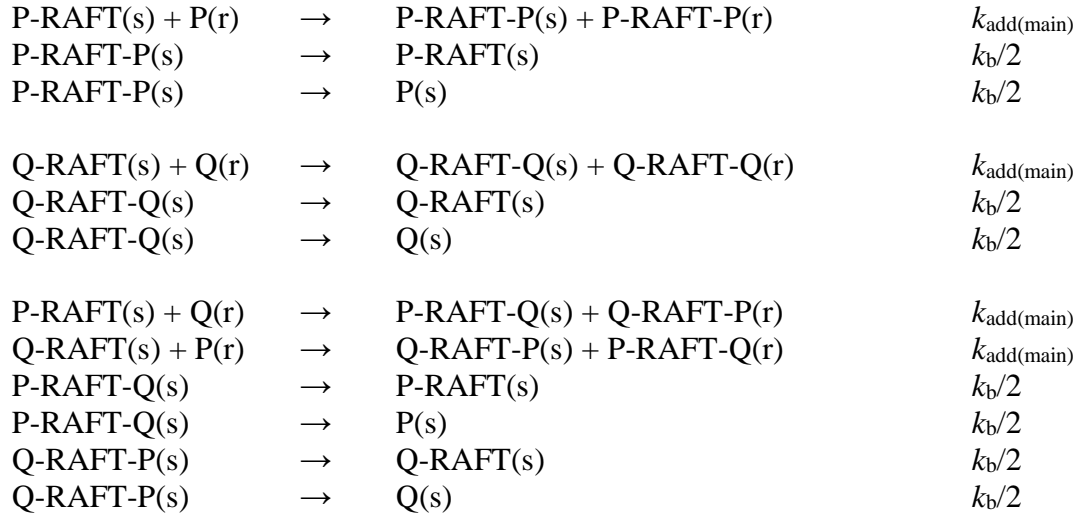 P-RAFT(s) + P(r) → P-RAFT-P(s) + P-RAFT-P(r) kadd(main)
P-RAFT-P(s) → P-RAFT(s) kb/2
P-RAFT-P(s) → P(s) kb/2
Q-RAFT(s) + Q(r) → Q-RAFT-Q(s) + Q-RAFT-Q(r) kadd(main)
Q-RAFT-Q(s) → Q-RAFT(s) kb/2
Q-RAFT-Q(s) → Q(s) kb/2
P-RAFT(s) + Q(r) → P-RAFT-Q(s) + Q-RAFT-P(r) kadd(main)
Q-RAFT(s) + P(r) → Q-RAFT-P(s) + P-RAFT-Q(r) kadd(main)
P-RAFT-Q(s) → P-RAFT(s) kb/2
P-RAFT-Q(s) → P(s) kb/2
Q-RAFT-P(s) → Q-RAFT(s) kb/2
Q-RAFT-P(s) → Q(s) kb/2